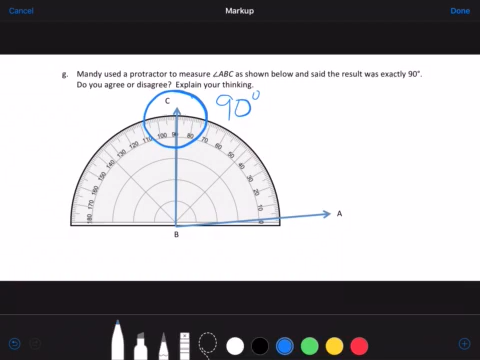 Cancel
Markup
Done
g. Mandy used a protractor to measure ∠ABC as shown below and said the result was exactly 90°.
Do you agree or disagree? Explain your thinking.
C
90°
180 170 160 150 140 130 120 110 100 90 80 70 60 50 40 30 20 10 0
A
B